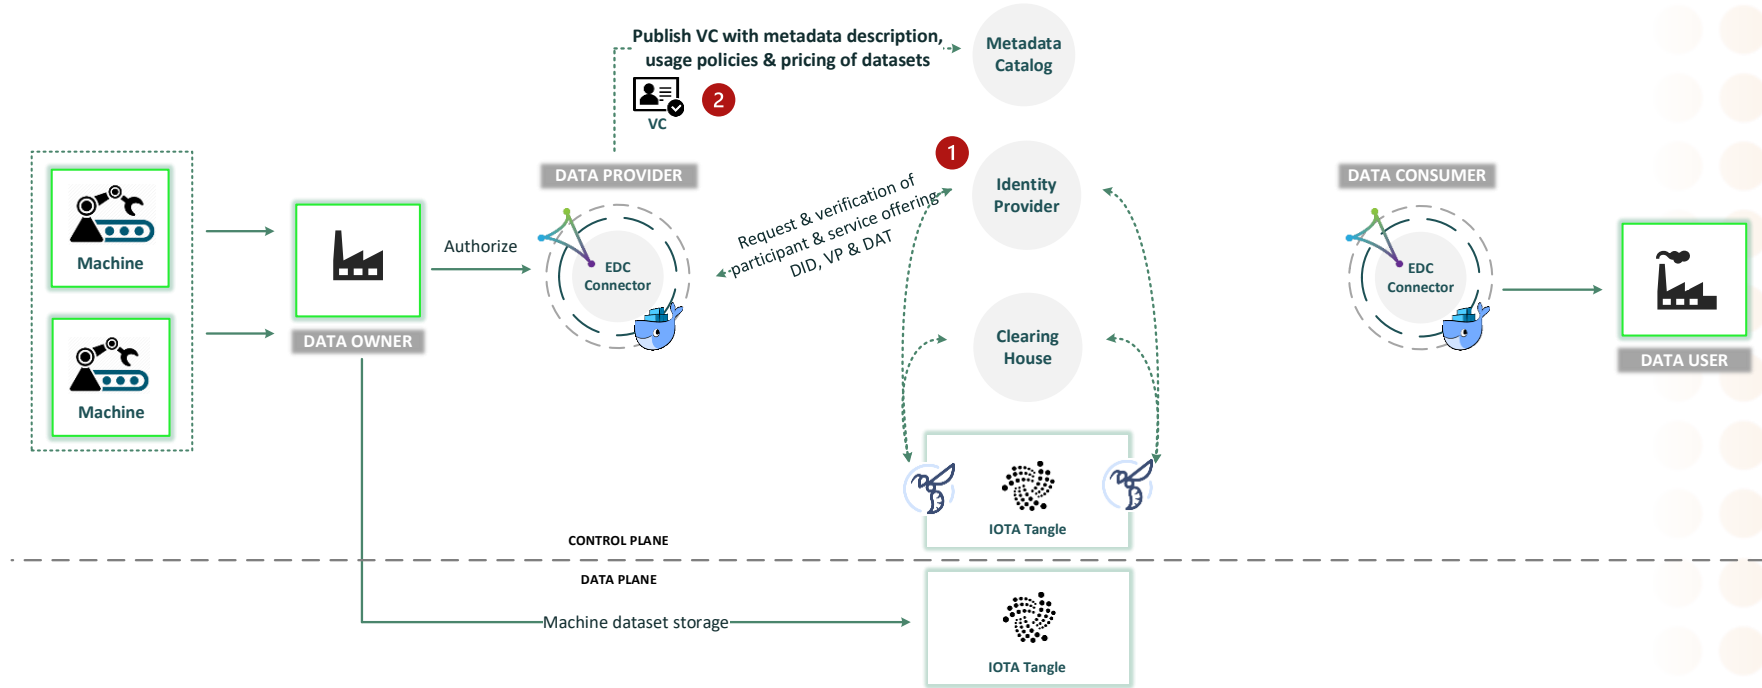 Publish VC with metadata description,
usage policies & pricing of datasets
VC
2
Metadata
Catalog
1
Identity
Provider
DATA PROVIDER
Request & verification of
participant & service offering
DID, VP & DAT
EDC
Connector
Machine
Machine
DATA OWNER
Authorize
Clearing
House
DATA CONSUMER
EDC
Connector
DATA USER
IOTA Tangle
CONTROL PLANE
DATA PLANE
Machine dataset storage
IOTA Tangle